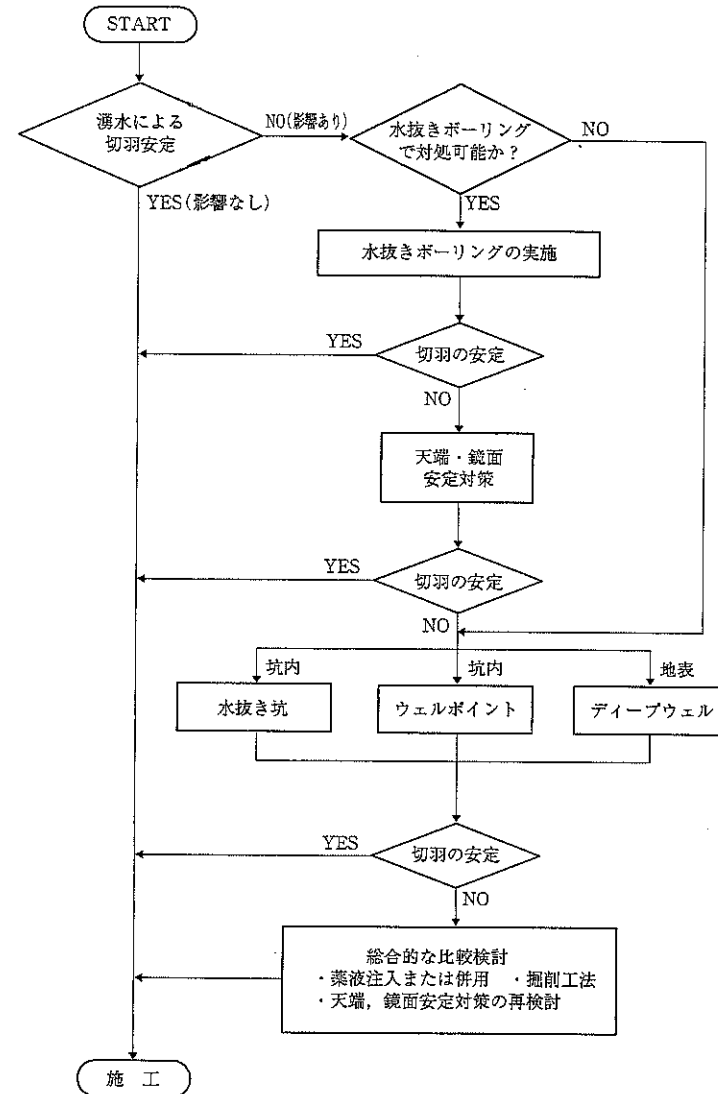 START
湧水による
切羽安定
NO(影響あり)
水抜きボーリング
で対処可能か？
NO
YES(影響なし)
YES
水抜きボーリングの実施
YES
切羽の安定
NO
天端・鏡面
安定対策
YES
切羽の安定
NO
坑内
坑内
地表
水抜き坑
ウェルポイント
ディープウェル
YES
切羽の安定
NO
総合的な比較検討
・薬液注入または併用　・掘削工法
・天端，鏡面安定対策の再検討
施　工